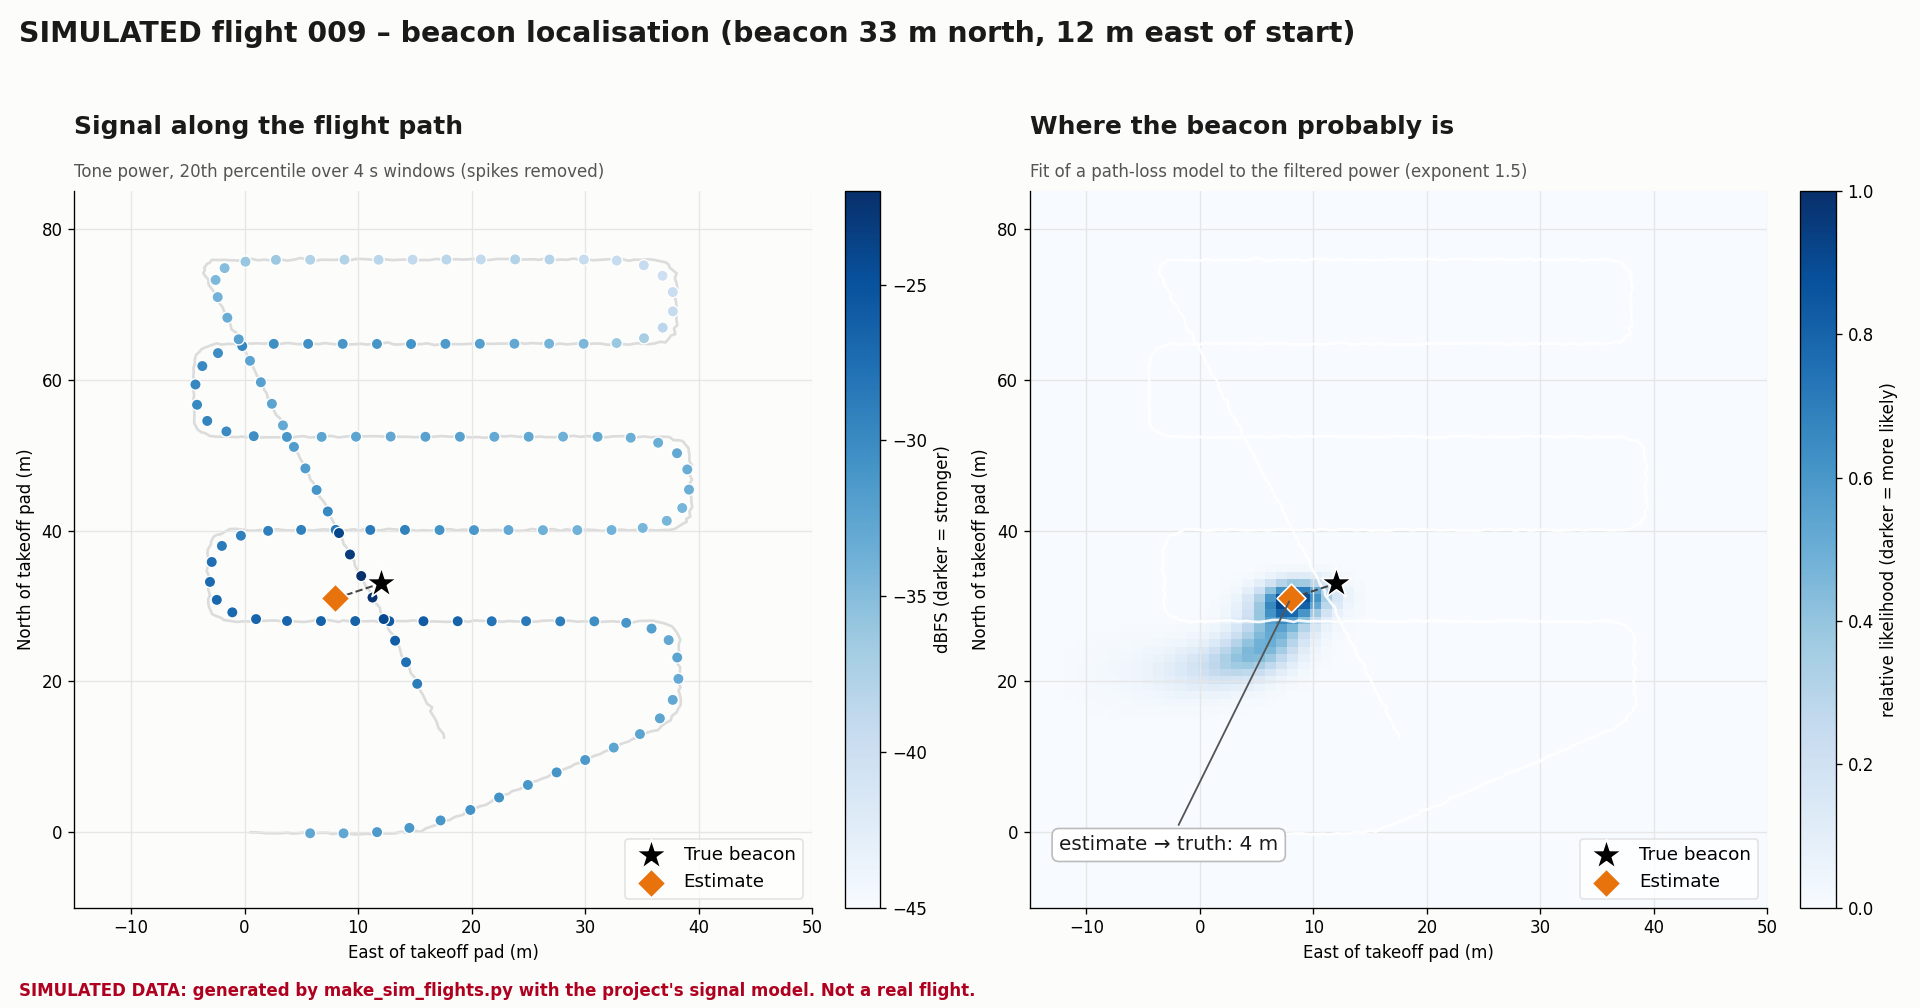 SIMULATED flight 009 – beacon localisation (beacon 33 m north, 12 m east of start)
Signal along the flight path
Tone power, 20th percentile over 4 s windows (spikes removed)
80
60
40
20
0
−10
0
10
20
30
40
50
North of takeoff pad (m)
East of takeoff pad (m)
True beacon
Estimate
−25
−30
−35
−40
−45
dBFS (darker = stronger)
Where the beacon probably is
Fit of a path-loss model to the filtered power (exponent 1.5)
80
60
40
20
0
−10
0
10
20
30
40
50
North of takeoff pad (m)
East of takeoff pad (m)
estimate → truth: 4 m
True beacon
Estimate
1.0
0.8
0.6
0.4
0.2
0.0
relative likelihood (darker = more likely)
SIMULATED DATA: generated by make_sim_flights.py with the project's signal model. Not a real flight.